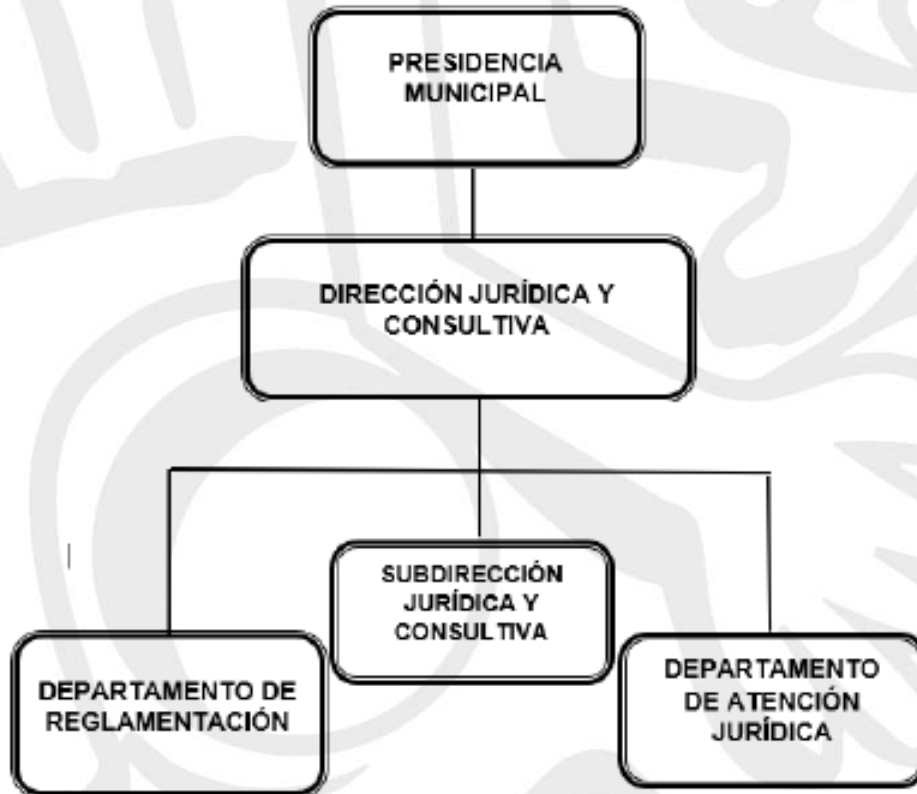 PRESIDENCIA
MUNICIPAL
DIRECCIÓN JURÍDICA Y
CONSULTIVA
SUBDIRECCIÓN
JURÍDICA Y
CONSULTIVA
DEPARTAMENTO DE
REGLAMENTACIÓN
DEPARTAMENTO
DE ATENCIÓN
JURÍDICA